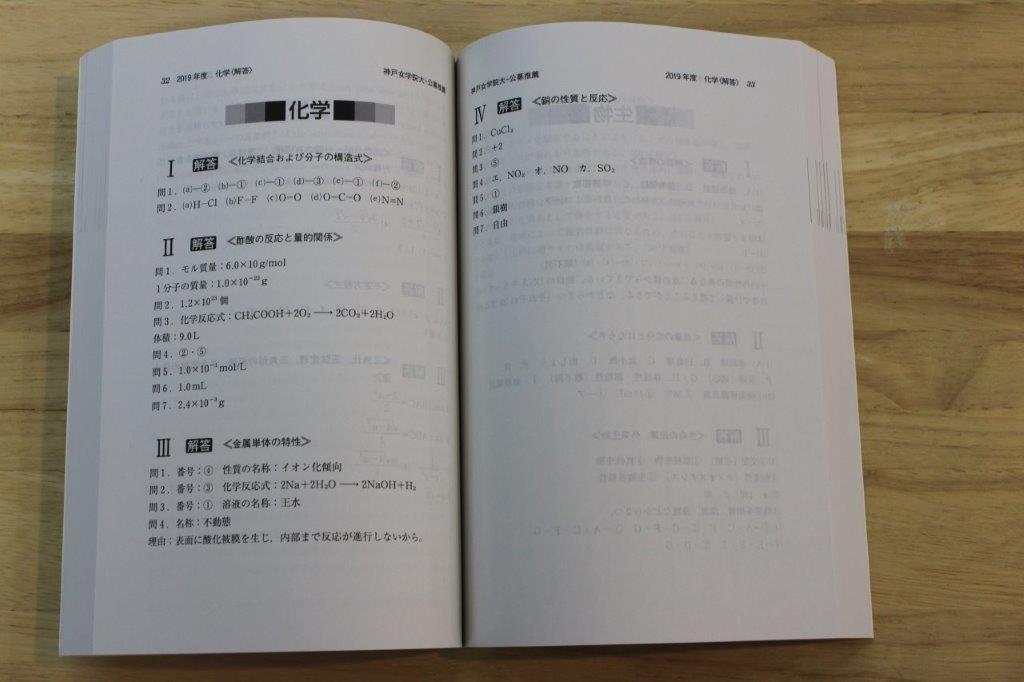 32 2019年度 化学〈解答〉 神戸女学院大-公募推薦
化学
Ⅰ 解答 ≪化学結合および分子の構造式≫
問1．(a)―② (b)―① (c)―① (d)―③ (e)―① (f)―②
問2．(a)H−Cl (b)F−F (c)O=O (d)O=C=O (e)N≡N
Ⅱ 解答 ≪酢酸の反応と量的関係≫
問1．モル質量：6.0×10g/mol
1分子の質量：1.0×10⁻²²g
問2．1.2×10²³個
問3．化学反応式：CH₃COOH+2O₂ ⟶ 2CO₂+2H₂O
体積：9.0L
問4．②・⑤
問5．1.0×10⁻¹mol/L
問6．1.0mL
問7．2.4×10⁻³g
Ⅲ 解答 ≪金属単体の特性≫
問1．番号：④ 性質の名称：イオン化傾向
問2．番号：③ 化学反応式：2Na+2H₂O ⟶ 2NaOH+H₂
問3．番号：① 溶液の名称：王水
問4．名称：不動態
理由：表面に酸化被膜を生じ，内部まで反応が進行しないから。
神戸女学院大-公募推薦 2019年度 化学〈解答〉 33
Ⅳ 解答 ≪銅の性質と反応≫
問1．CuCl₂
問2．+2
問3．⑤
問4．エ．NO₂ オ．NO カ．SO₂
問5．①
問6．銀樹
問7．自由